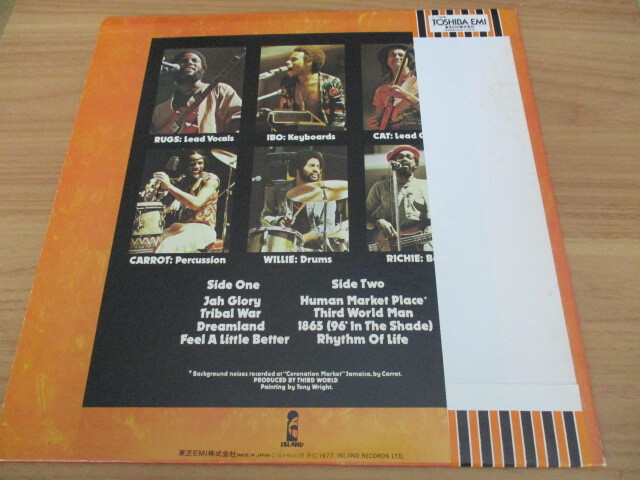 TOSHIBA EMI
RUGS: Lead Vocals
IBO: Keyboards
CAT: Lead
CARROT: Percussion
WILLIE: Drums
RICHIE: B
Side One
Jah Glory
Tribal War
Dreamland
Feel A Little Better
Side Two
Human Market Place*
Third World Man
1865 (96° In The Shade)
Rhythm Of Life
* Background noises recorded at "Coronation Market" Jamaica, by Carrot.
PRODUCED BY THIRD WORLD
Painting by Tony Wright.
ISLAND
東芝EMI株式会社 MADE IN JAPAN ℗ © 1977, ISLAND RECORDS LTD.